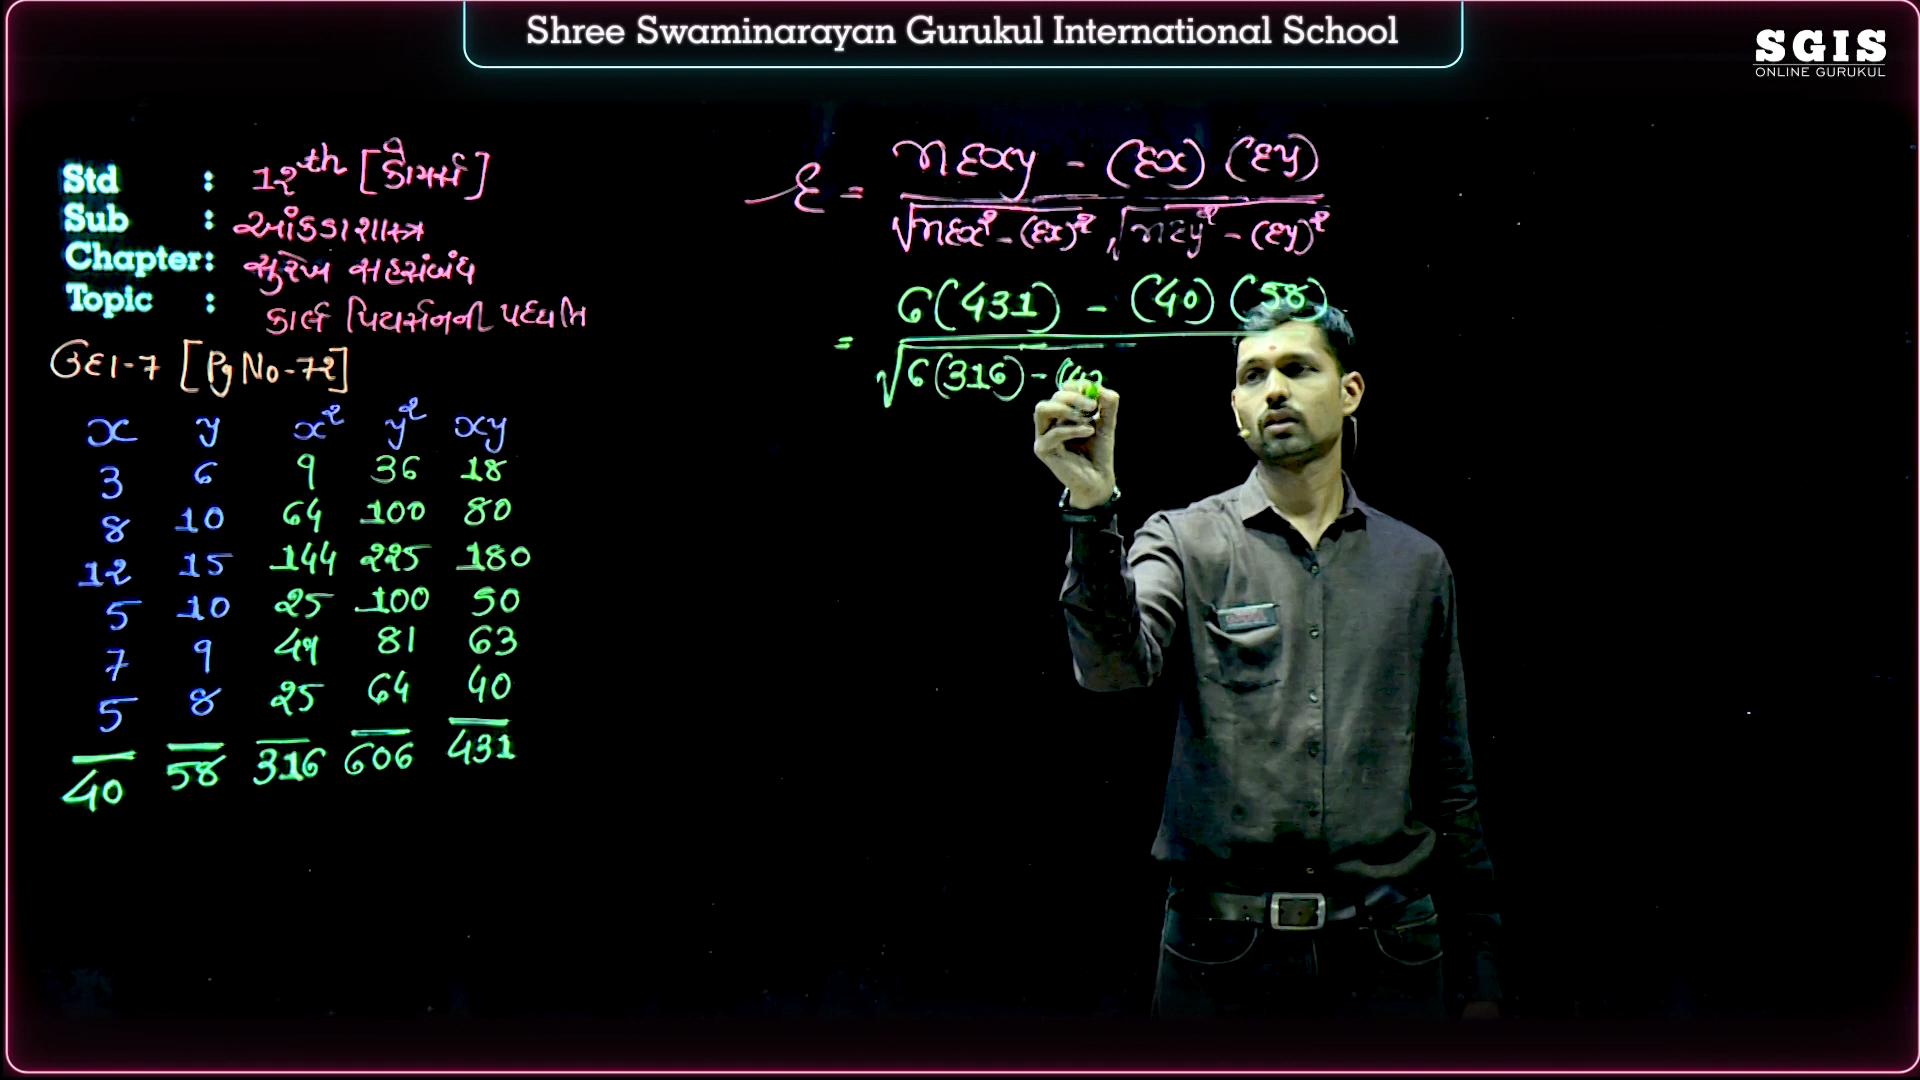 Shree Swaminarayan Gurukul International School
SGIS
ONLINE GURUKUL
Std : 12th [કોમર્સ]
Sub : આંકડાશાસ્ત્ર
Chapter: સુરેખ સહસંબંધ
Topic : કાર્લ પિયર્સનની પદ્ધતિ
ઉદા-7 [Pg No-72]
x y x² y² xy
3 6 9 36 18
8 10 64 100 80
12 15 144 225 180
5 10 25 100 50
7 9 49 81 63
5 8 25 64 40
40 58 316 606 431
r = nΣxy - (Σx) (Σy)
√nΣx² - (Σx)² √nΣy² - (Σy)²
= 6(431) - (40) (58)
√6(316) - (4